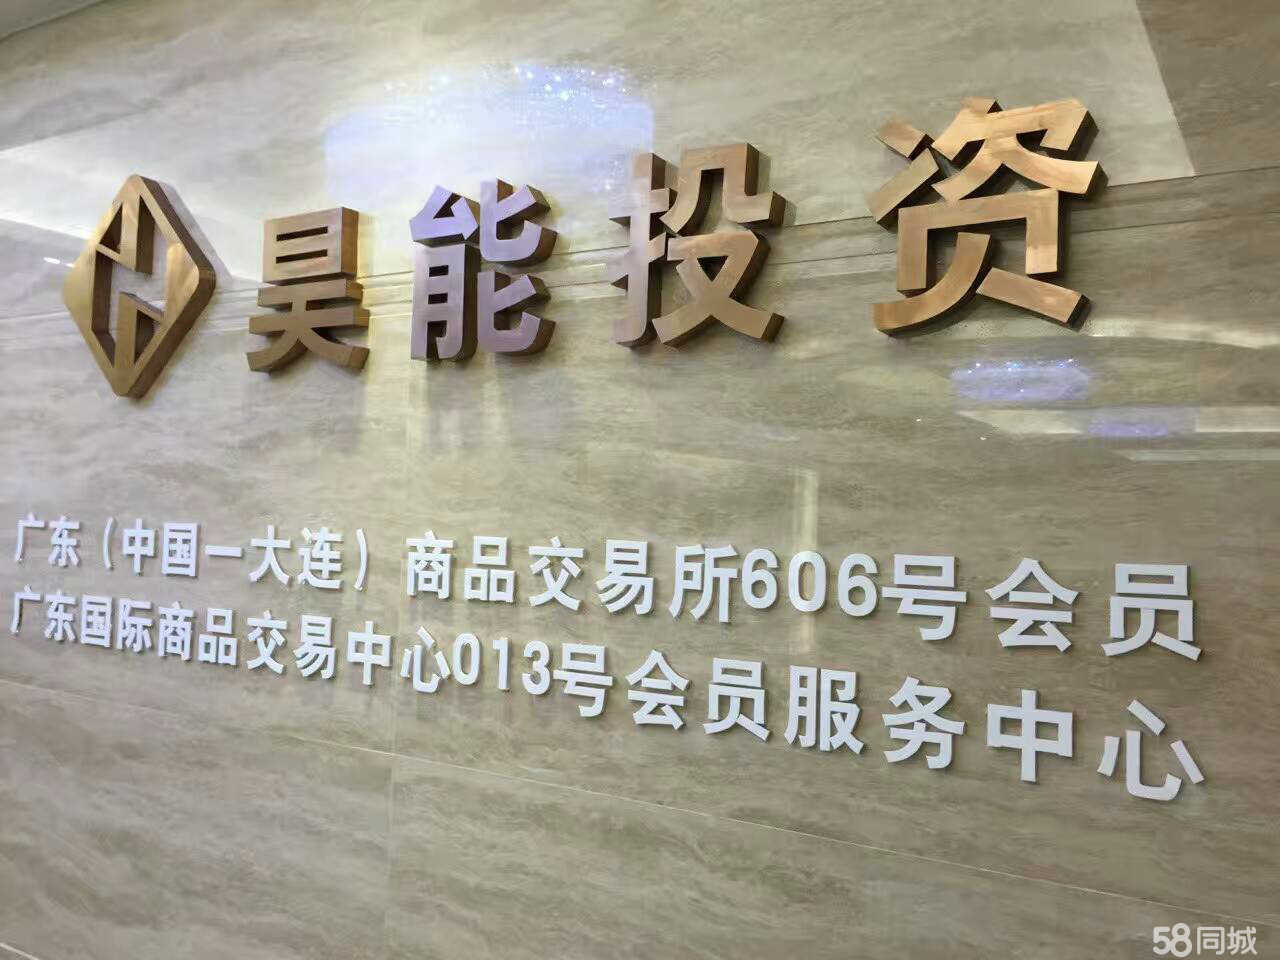 昊能投资
广东（中国一大连）商品交易所606号会员
广东国际商品交易中心013号会员服务中心
58同城